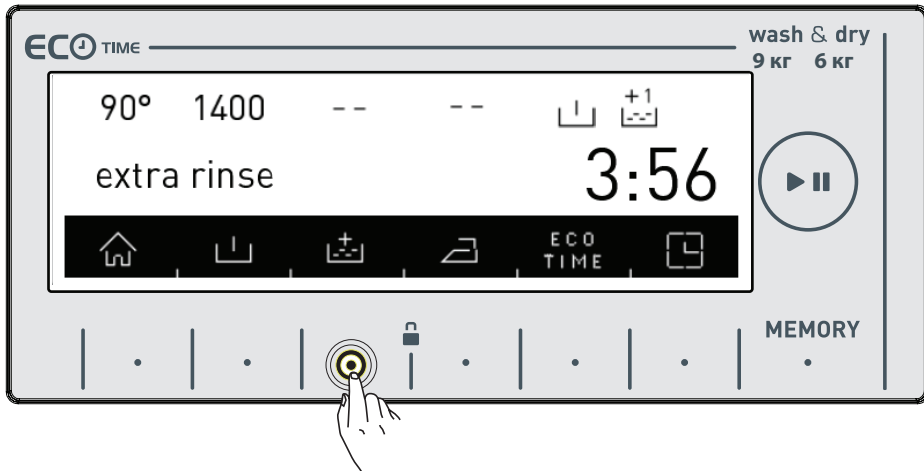 ECO TIME
wash & dry
9 кг 6 кг
90° 1400 -- -- +1
extra rinse 3:56
ECO
TIME
MEMORY